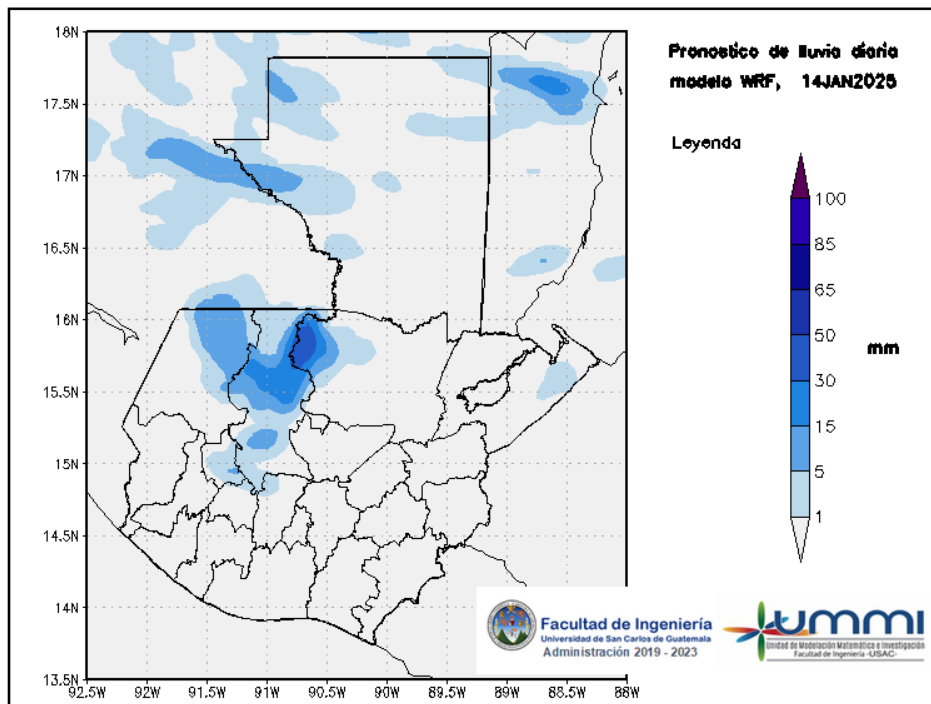 Pronostico de lluvia diaria
modelo WRF, 14JAN2025
Leyenda
100
85
65
50
30
15
5
1
mm
18N
17.5N
17N
16.5N
16N
15.5N
15N
14.5N
14N
13.5N
92.5W
92W
91.5W
91W
90.5W
90W
89.5W
89W
88.5W
88W
Facultad de Ingeniería
Universidad de San Carlos de Guatemala
Administración 2019 - 2023
UMMI
Unidad de Modelación Matemática e Investigación
Facultad de Ingeniería -USAC-